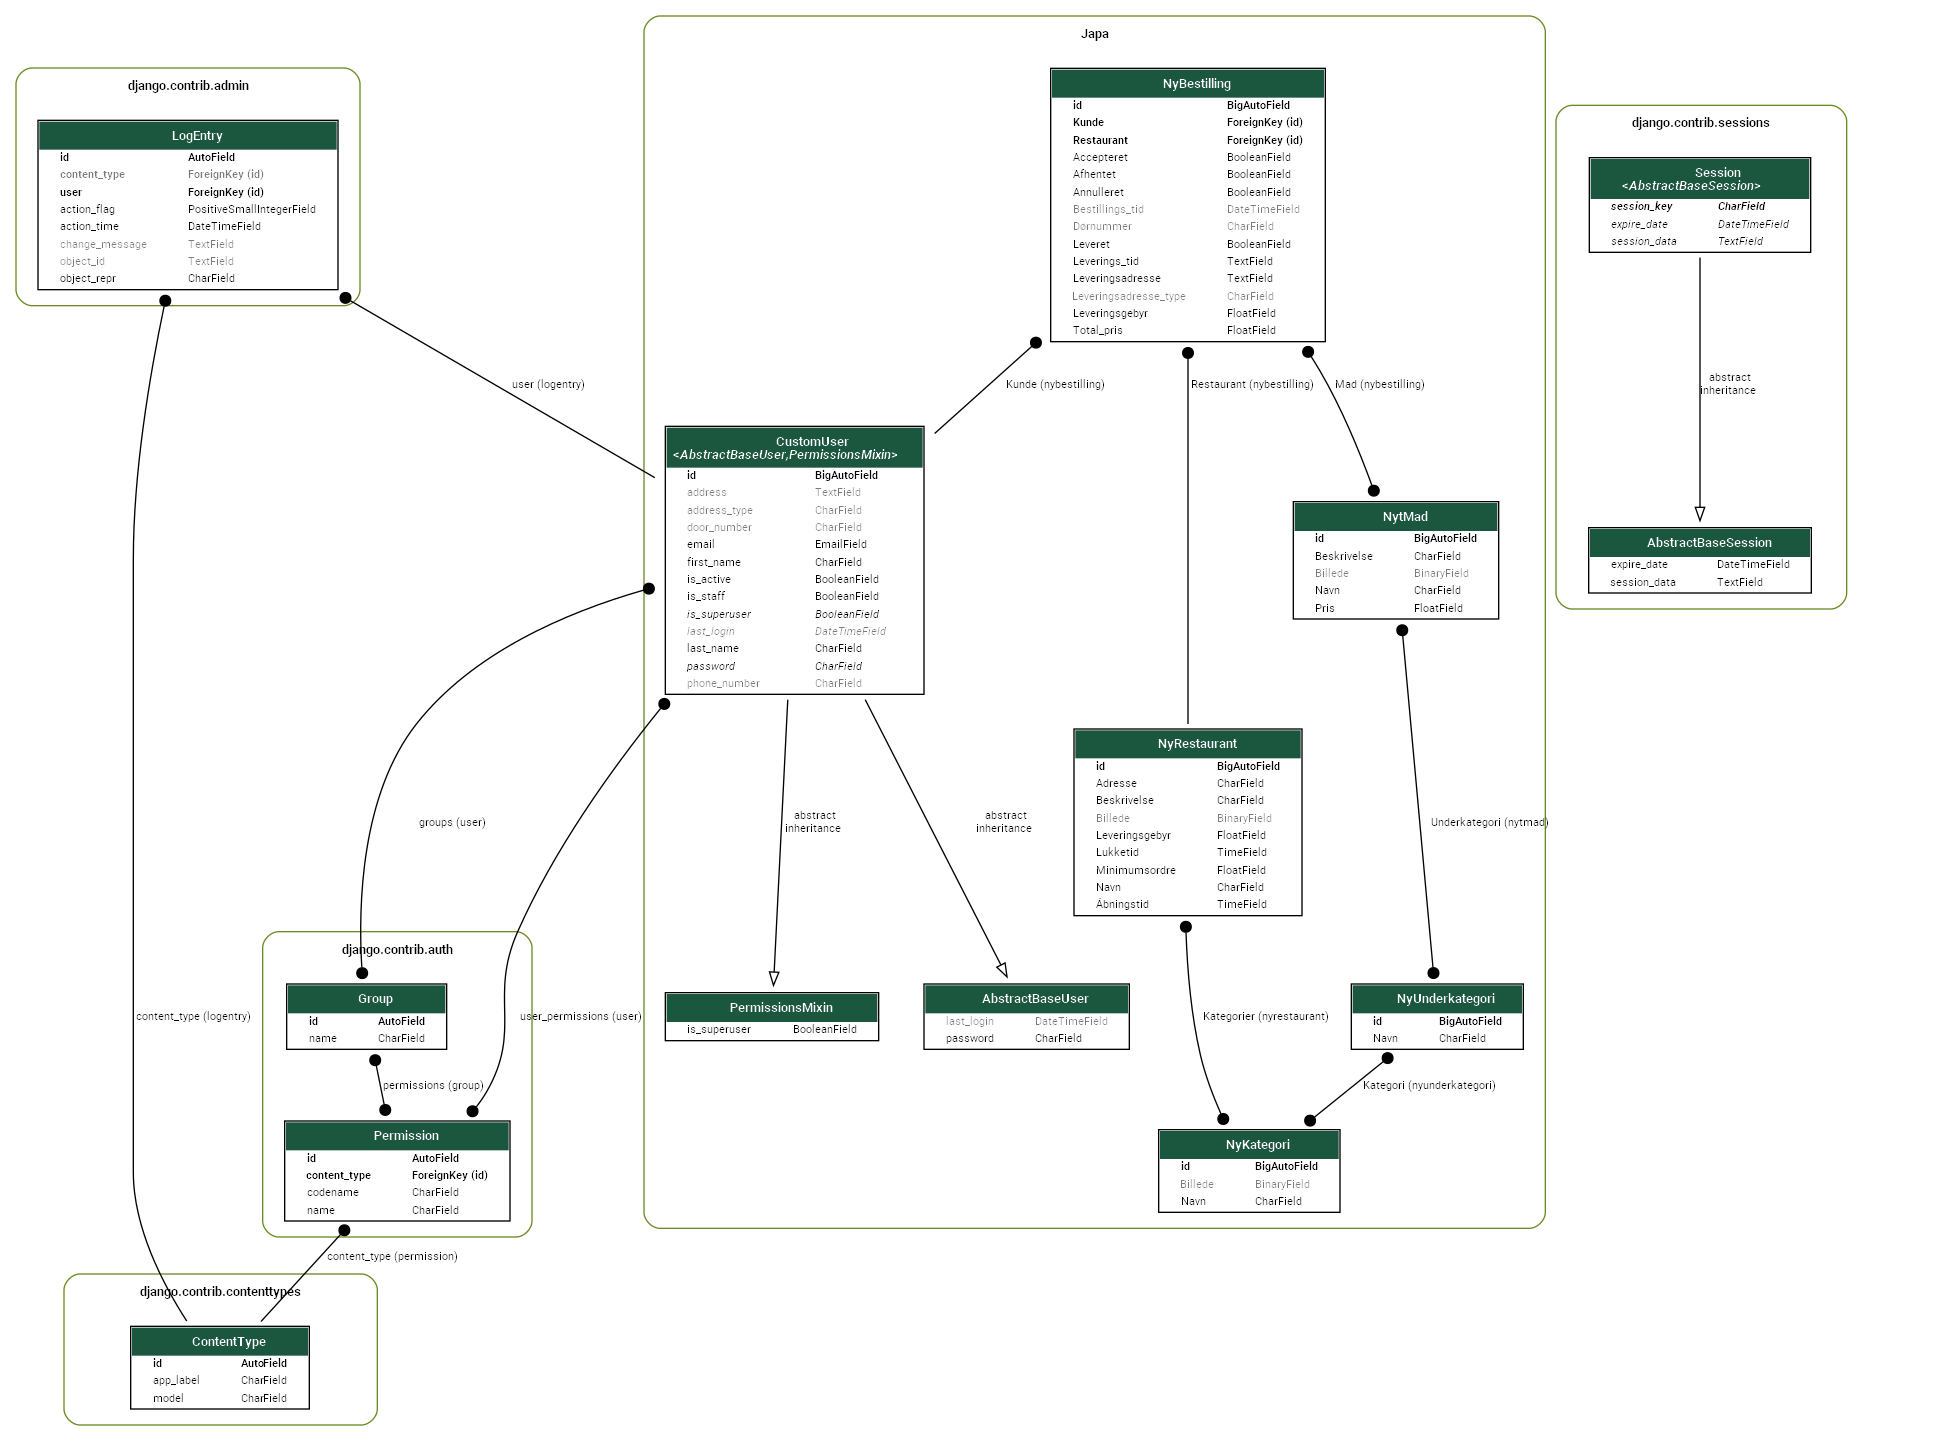 Japa
NyBestilling
id BigAutoField
Kunde ForeignKey (id)
Restaurant ForeignKey (id)
Accepteret BooleanField
Afhentet BooleanField
Annulleret BooleanField
Bestillings_tid DateTimeField
Dørnummer CharField
Leveret BooleanField
Leverings_tid TextField
Leveringsadresse TextField
Leveringsadresse_type CharField
Leveringsgebyr FloatField
Total_pris FloatField
django.contrib.admin
LogEntry
id AutoField
content_type ForeignKey (id)
user ForeignKey (id)
action_flag PositiveSmallIntegerField
action_time DateTimeField
change_message TextField
object_id TextField
object_repr CharField
django.contrib.sessions
Session
<AbstractBaseSession>
session_key CharField
expire_date DateTimeField
session_data TextField
user (logentry)
Kunde (nybestilling)
Restaurant (nybestilling)
Mad (nybestilling)
abstract
inheritance
CustomUser
<AbstractBaseUser,PermissionsMixin>
id BigAutoField
address TextField
address_type CharField
door_number CharField
email EmailField
first_name CharField
is_active BooleanField
is_staff BooleanField
is_superuser BooleanField
last_login DateTimeField
last_name CharField
password CharField
phone_number CharField
NytMad
id BigAutoField
Beskrivelse CharField
Billede BinaryField
Navn CharField
Pris FloatField
AbstractBaseSession
expire_date DateTimeField
session_data TextField
NyRestaurant
id BigAutoField
Adresse CharField
Beskrivelse CharField
Billede BinaryField
Leveringsgebyr FloatField
Lukketid TimeField
Minimumsordre FloatField
Navn CharField
Åbningstid TimeField
groups (user)
abstract
inheritance
abstract
inheritance
Underkategori (nytmad)
django.contrib.auth
Group
id AutoField
name CharField
PermissionsMixin
is_superuser BooleanField
AbstractBaseUser
last_login DateTimeField
password CharField
NyUnderkategori
id BigAutoField
Navn CharField
content_type (logentry)
user_permissions (user)
Kategorier (nyrestaurant)
permissions (group)
Kategori (nyunderkategori)
Permission
id AutoField
content_type ForeignKey (id)
codename CharField
name CharField
NyKategori
id BigAutoField
Billede BinaryField
Navn CharField
content_type (permission)
django.contrib.contenttypes
ContentType
id AutoField
app_label CharField
model CharField